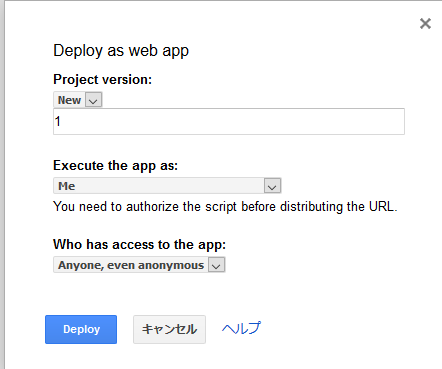 Deploy as web app
Project version:
New
1
Execute the app as:
Me
You need to authorize the script before distributing the URL.
Who has access to the app:
Anyone, even anonymous
Deploy キャンセル ヘルプ